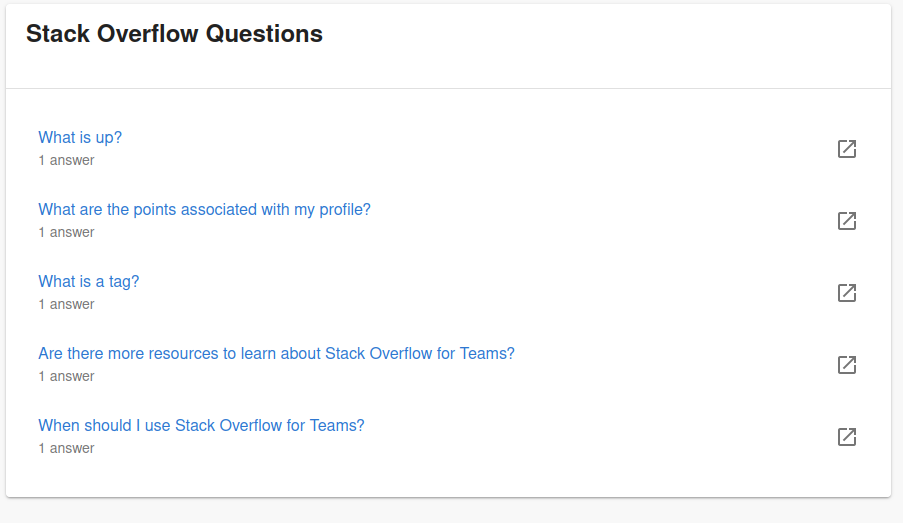 Stack Overflow Questions
What is up?
1 answer
What are the points associated with my profile?
1 answer
What is a tag?
1 answer
Are there more resources to learn about Stack Overflow for Teams?
1 answer
When should I use Stack Overflow for Teams?
1 answer